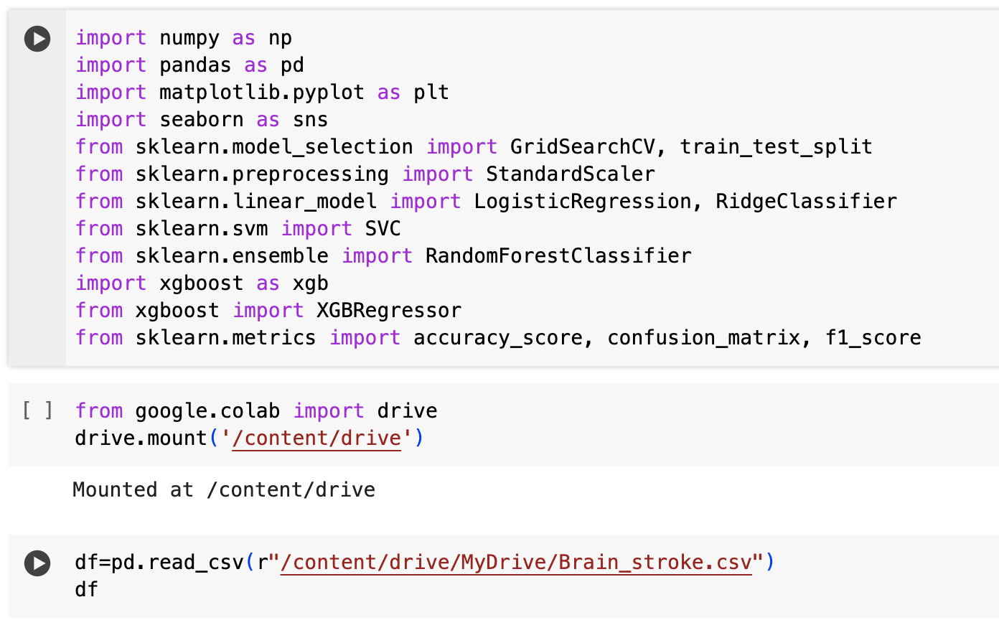 import numpy as np
import pandas as pd
import matplotlib.pyplot as plt
import seaborn as sns
from sklearn.model_selection import GridSearchCV, train_test_split
from sklearn.preprocessing import StandardScaler
from sklearn.linear_model import LogisticRegression, RidgeClassifier
from sklearn.svm import SVC
from sklearn.ensemble import RandomForestClassifier
import xgboost as xgb
from xgboost import XGBRegressor
from sklearn.metrics import accuracy_score, confusion_matrix, f1_score
[ ] from google.colab import drive
drive.mount('/content/drive')
Mounted at /content/drive
df=pd.read_csv(r"/content/drive/MyDrive/Brain_stroke.csv")
df